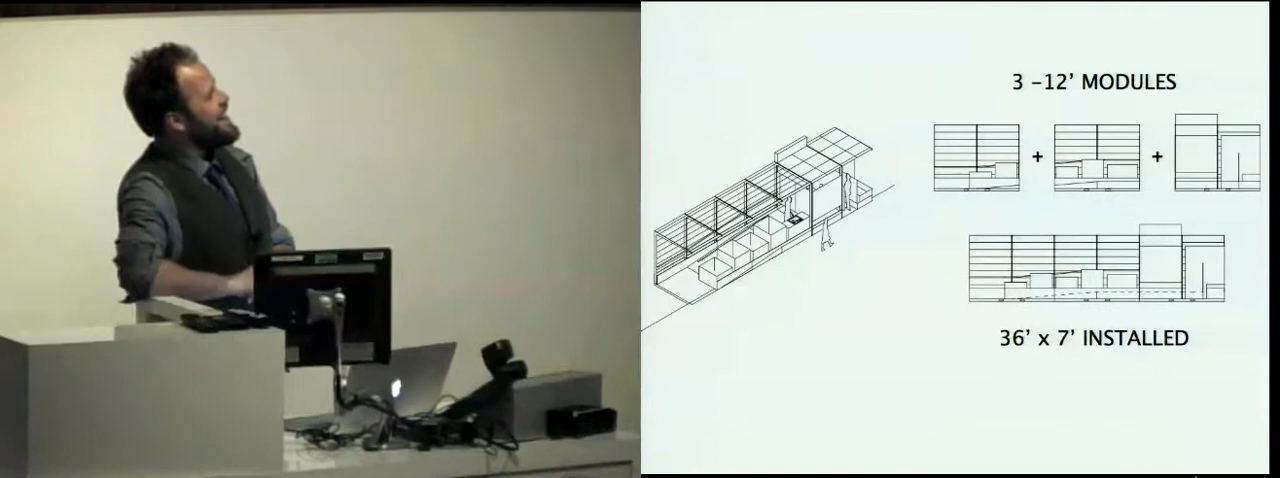 3 –12' MODULES
+ +
36' x 7' INSTALLED